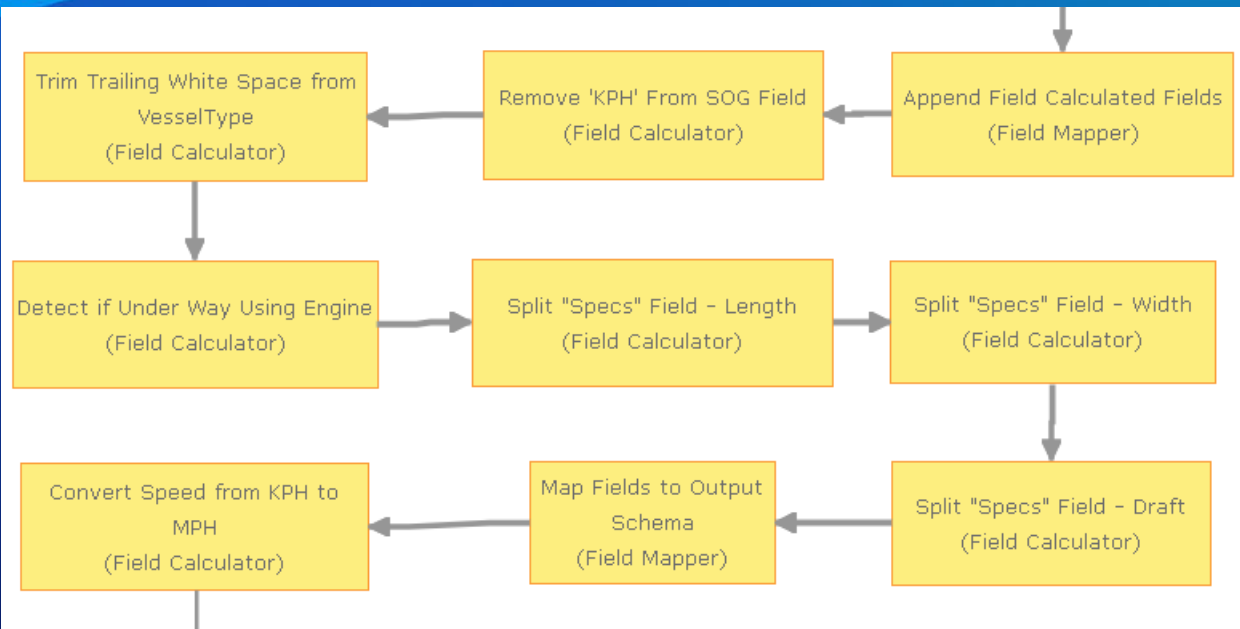 Trim Trailing White Space from
VesselType
(Field Calculator)
Remove 'KPH' From SOG Field
(Field Calculator)
Append Field Calculated Fields
(Field Mapper)
Detect if Under Way Using Engine
(Field Calculator)
Split "Specs" Field - Length
(Field Calculator)
Split "Specs" Field - Width
(Field Calculator)
Convert Speed from KPH to
MPH
(Field Calculator)
Map Fields to Output
Schema
(Field Mapper)
Split "Specs" Field - Draft
(Field Calculator)